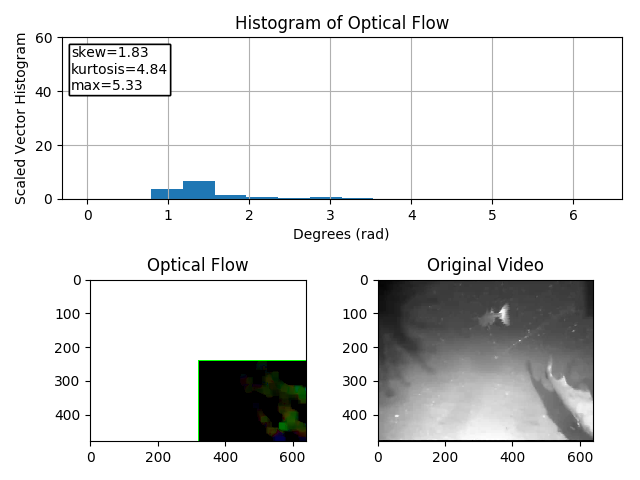 Histogram of Optical Flow
Scaled Vector Histogram
60
40
20
0
skew=1.83
kurtosis=4.84
max=5.33
0 1 2 3 4 5 6
Degrees (rad)
Optical Flow
0
100
200
300
400
0 200 400 600
Original Video
0
100
200
300
400
0 200 400 600